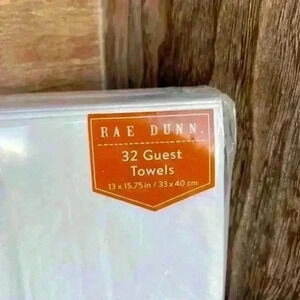 RAE DUNN.
32 Guest
Towels
13 x 15.75 in / 33 x 40 cm